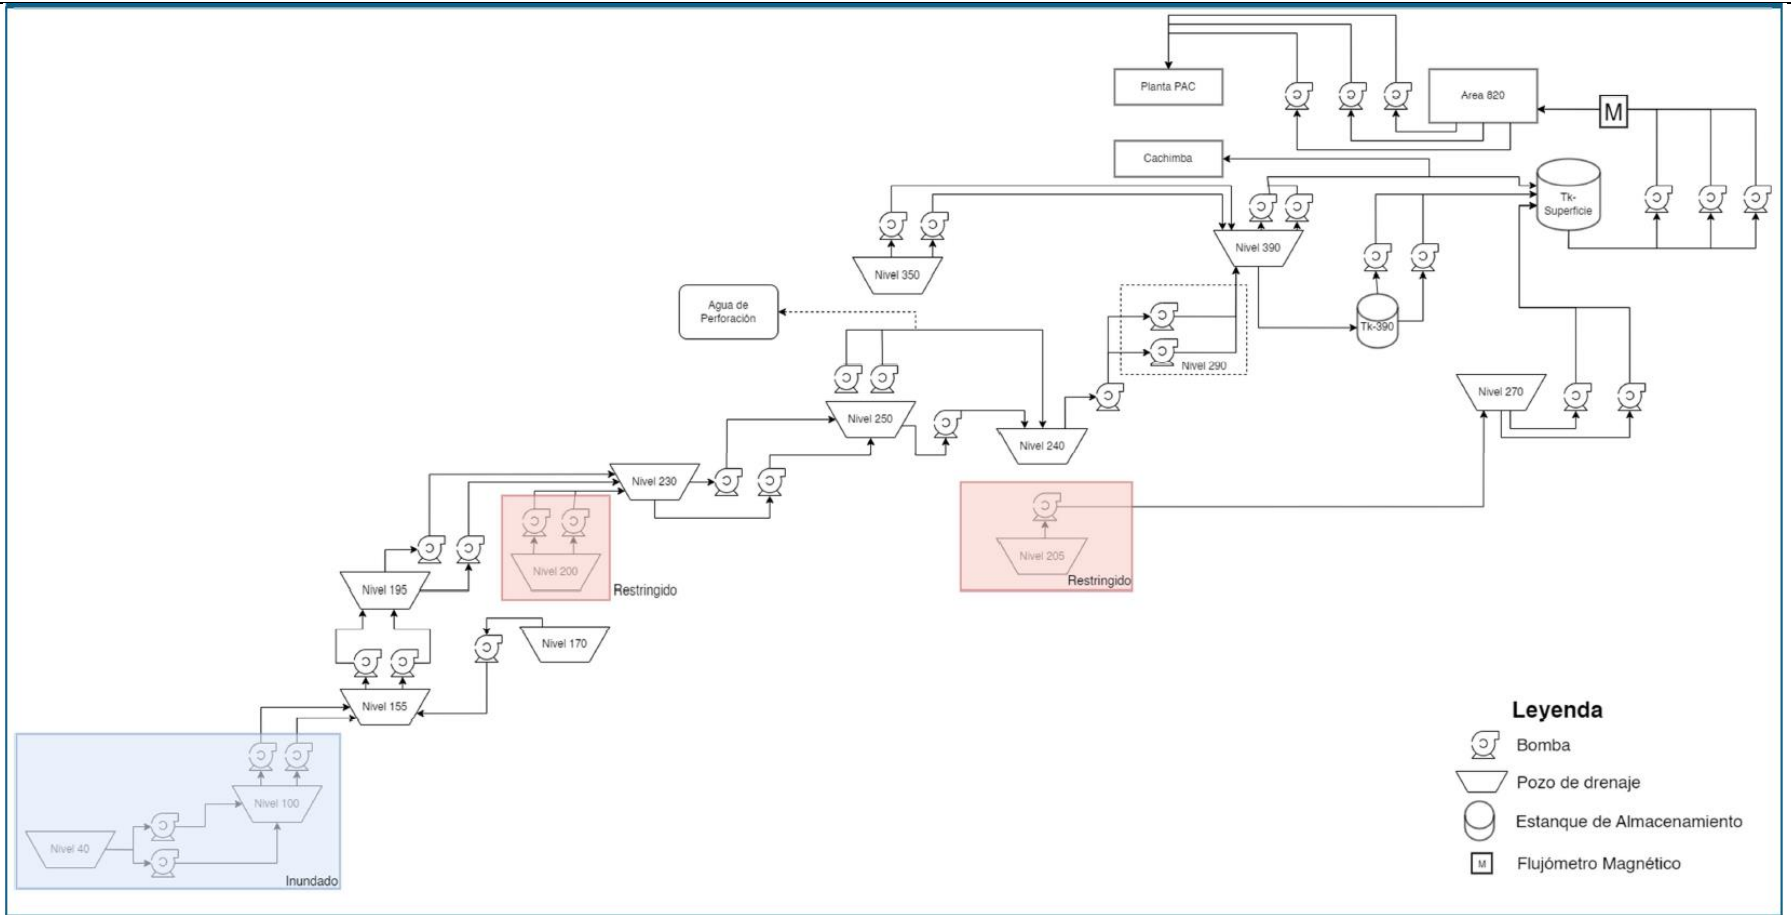 Planta PAC
Area 820
M
Cachimba
Tk-
Superficie
Nivel 390
Nivel 350
Agua de
Perforación
Tk-390
Nivel 290
Nivel 270
Nivel 250
Nivel 240
Nivel 230
Nivel 205
Restringido
Nivel 200
Restringido
Nivel 195
Nivel 170
Nivel 155
Nivel 100
Nivel 40
Inundado
Leyenda
Bomba
Pozo de drenaje
Estanque de Almacenamiento
M
Flujómetro Magnético